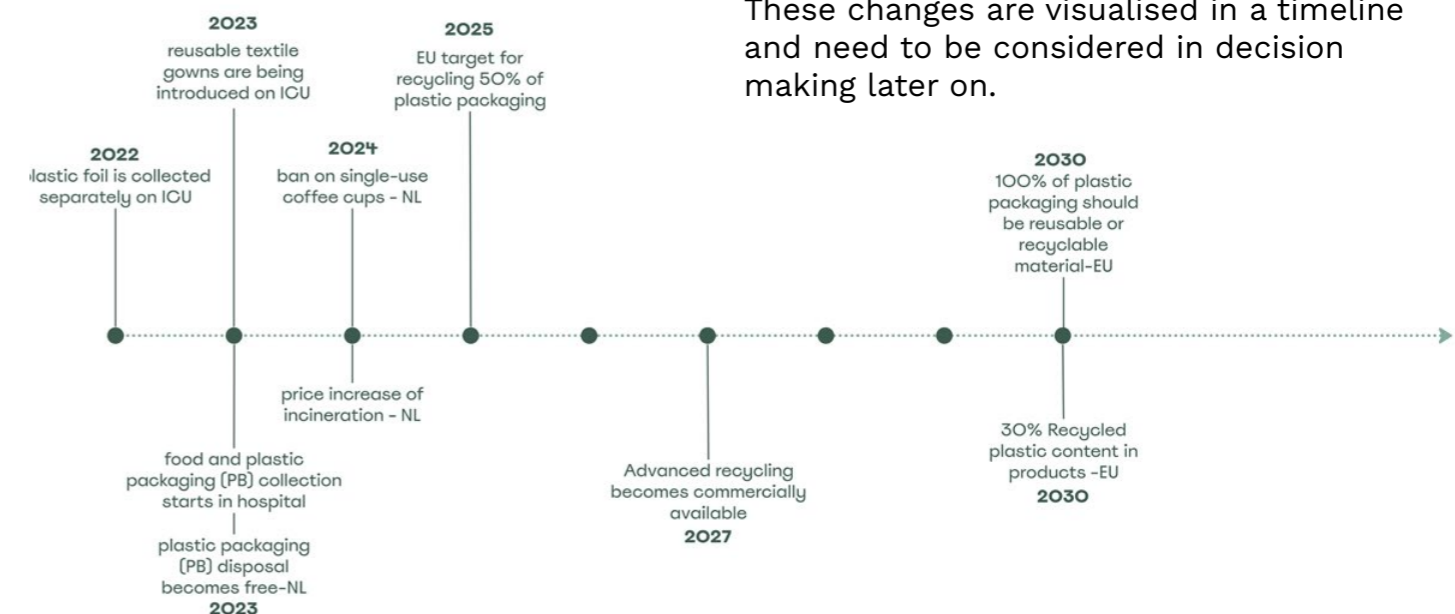 These changes are visualised in a timeline
and need to be considered in decision
making later on.
2022
foil is collected
separately on ICU
2023
reusable textile
gowns are being
introduced on ICU
food and plastic
packaging (PB) collection
starts in hospital
plastic packaging
(PB) disposal
becomes free-NL
2023
2024
ban on single-use
coffee cups - NL
price increase of
incineration - NL
2025
EU target for
recycling 50% of
plastic packaging
Advanced recycling
becomes commercially
available
2027
2030
100% of plastic
packaging should
be reusable or
recyclable
material-EU
30% Recycled
plastic content in
products -EU
2030